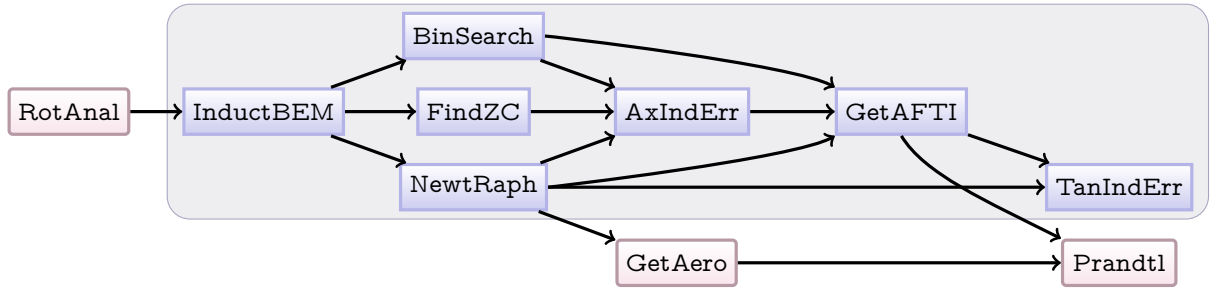 BinSearch
RotAnal
InductBEM
FindZC
AxIndErr
GetAFTI
NewtRaph
TanIndErr
GetAero
Prandtl